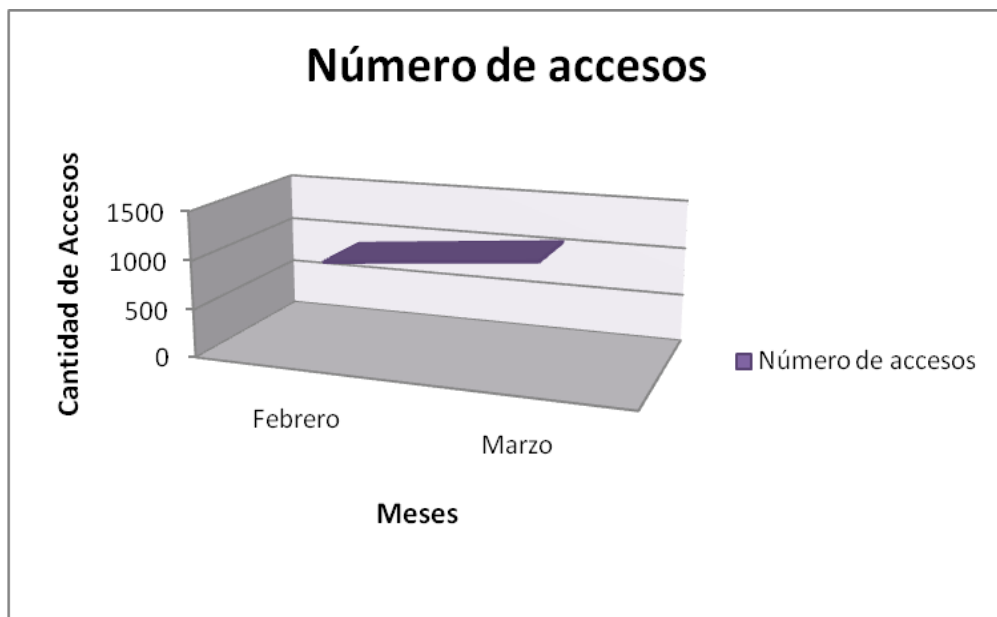 Número de accesos
Cantidad de Accesos
1500
1000
500
0
Febrero
Marzo
Meses
Número de accesos